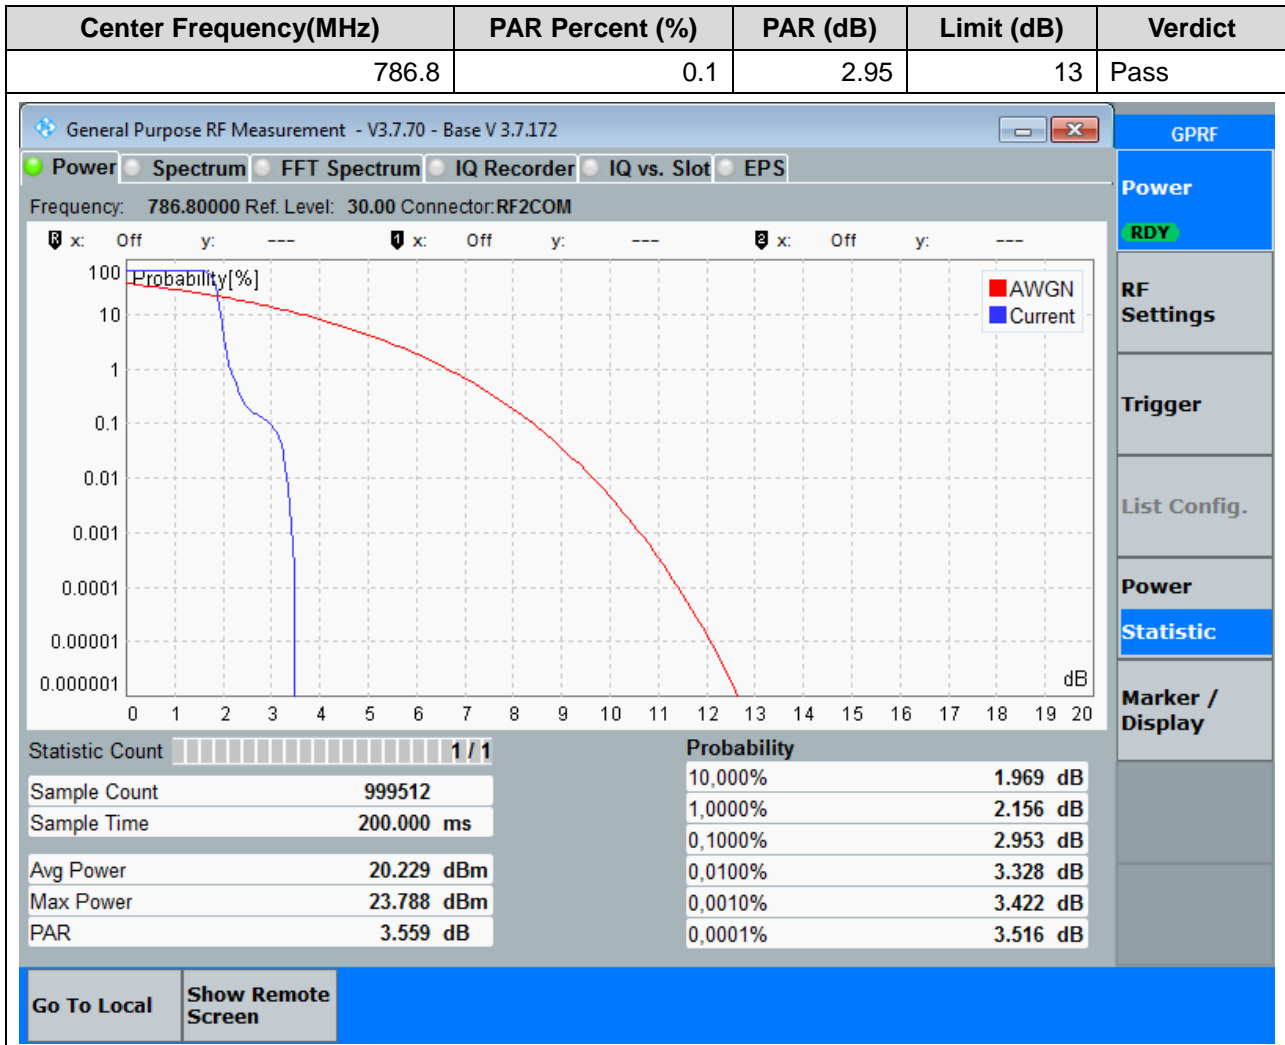 Center Frequency(MHz) PAR Percent (%) PAR (dB) Limit (dB) Verdict
786.8 0.1 2.95 13 Pass
General Purpose RF Measurement - V3.7.70 - Base V 3.7.172
GPRF
Power Spectrum FFT Spectrum IQ Recorder IQ vs. Slot EPS
Power
RDY
Frequency: 786.80000 Ref. Level: 30.00 Connector:RF2COM
R x: Off y: --- 1 x: Off y: --- 2 x: Off y: ---
Probability[%]
AWGN
Current
100
10
1
0.1
0.01
0.001
0.0001
0.00001
0.000001
dB
0 1 2 3 4 5 6 7 8 9 10 11 12 13 14 15 16 17 18 19 20
RF
Settings
Trigger
List Config.
Power
Statistic
Marker /
Display
Statistic Count 1 / 1
Sample Count 999512
Sample Time 200.000 ms
Avg Power 20.229 dBm
Max Power 23.788 dBm
PAR 3.559 dB
Probability
10,000% 1.969 dB
1,0000% 2.156 dB
0,1000% 2.953 dB
0,0100% 3.328 dB
0,0010% 3.422 dB
0,0001% 3.516 dB
Go To Local
Show Remote
Screen